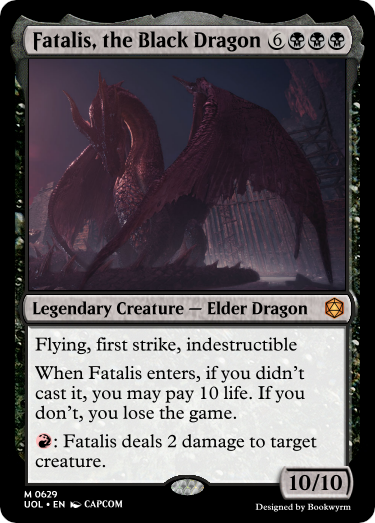 Fatalis, the Black Dragon 6
Legendary Creature — Elder Dragon
Flying, first strike, indestructible
When Fatalis enters, if you didn't
cast it, you may pay 10 life. If you
don't, you lose the game.
: Fatalis deals 2 damage to target
creature.
10/10
M 0629
UOL • EN CAPCOM
Designed by Bookwyrm